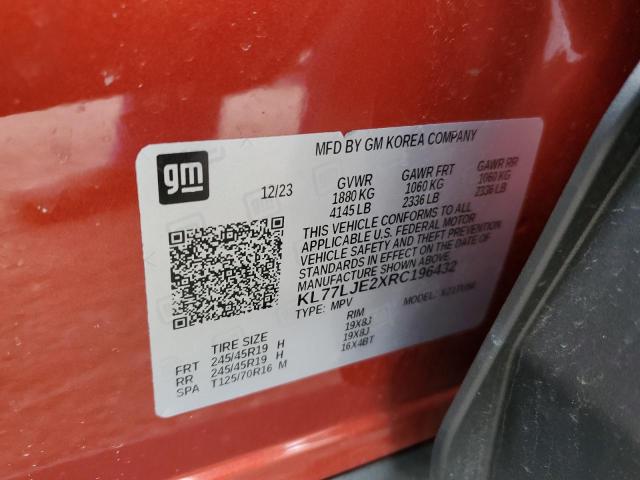 MFD BY GM KOREA COMPANY
gm
12/23
GVWR GAWR FRT GAWR RR
1880 KG 1060 KG 1060 KG
4145 LB 2336 LB 2336 LB
THIS VEHICLE CONFORMS TO ALL
APPLICABLE U.S. FEDERAL MOTOR
VEHICLE SAFETY AND THEFT PREVENTION
STANDARDS IN EFFECT ON THE DATE OF
MANUFACTURE SHOWN ABOVE.
KL77LJE2XRC196432
TYPE: MPV MODEL:
TIRE SIZE RIM
FRT 245/45R19 H 19X8J
RR 245/45R19 H 19X8J
SPA T125/70R16 M 16X4BT